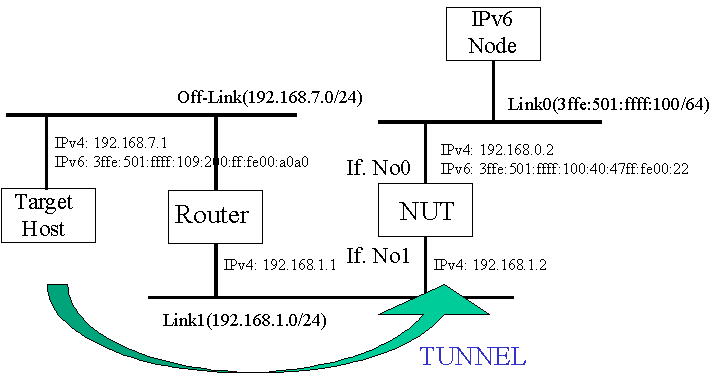 IPv6
Node
Off-Link(192.168.7.0/24)
Link0(3ffe:501:ffff:100/64)
IPv4: 192.168.7.1
IPv6: 3ffe:501:ffff:109:200:ff:fe00:a0a0
If. No0
IPv4: 192.168.0.2
IPv6: 3ffe:501:ffff:100:40:47ff:fe00:22
Target
Host
Router
NUT
If. No1
IPv4: 192.168.1.1
IPv4: 192.168.1.2
Link1(192.168.1.0/24)
TUNNEL